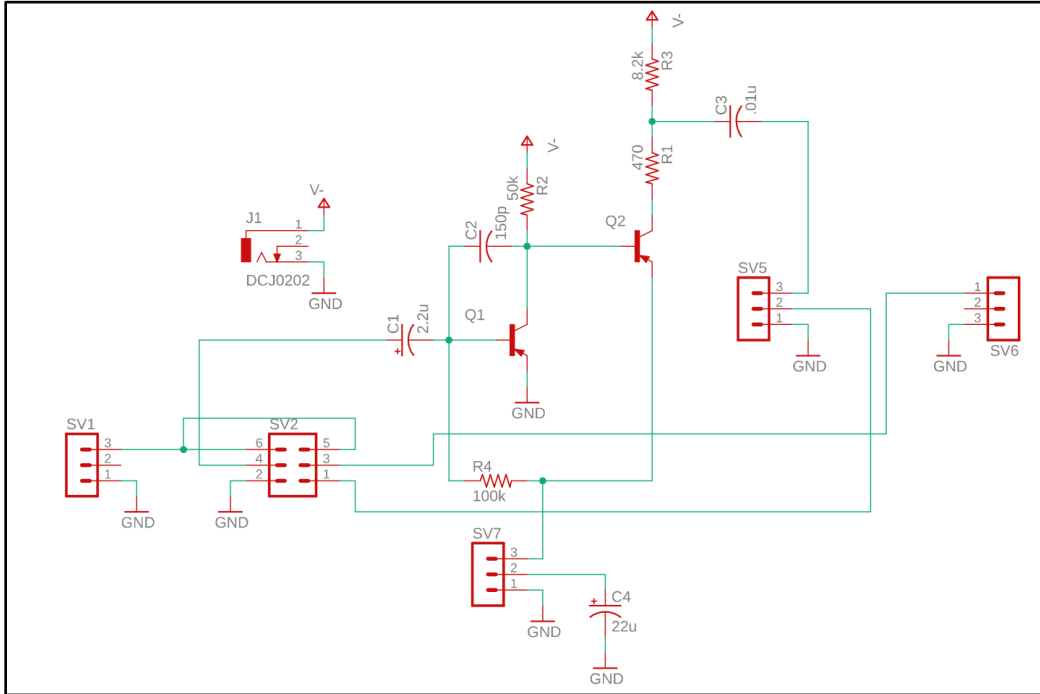 V-
8.2k
R3
C3
.01u
V-
470
R1
50k
R2
V-
C2
150p
Q2
J1
1
2
3
DCJ0202
GND
SV5
3
2
1
GND
1
2
3
SV6
GND
C1
2.2u
+
Q1
GND
SV1
3
2
1
GND
SV2
6
5
4
3
2
1
GND
R4
100k
SV7
3
2
1
GND
+
C4
22u
GND